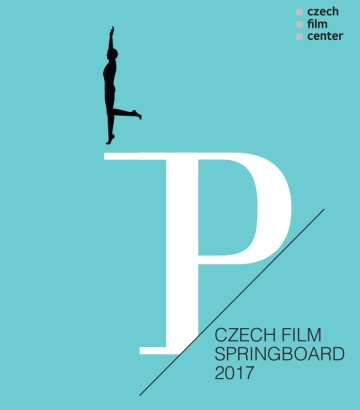 czech
film
center
P
CZECH FILM
SPRINGBOARD
2017